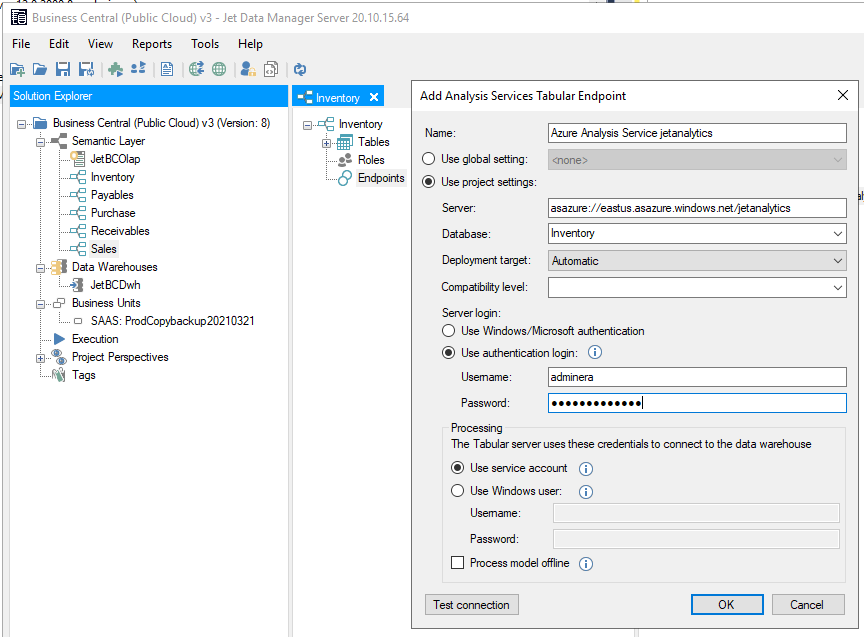 Business Central (Public Cloud) v3 - Jet Data Manager Server 20.10.15.64
File Edit View Reports Tools Help
Solution Explorer
Business Central (Public Cloud) v3 (Version: 8)
Semantic Layer
JetBCOlap
Inventory
Payables
Purchase
Receivables
Sales
Data Warehouses
JetBCDwh
Business Units
SAAS: ProdCopybackup20210321
Execution
Project Perspectives
Tags
Inventory
Inventory
Tables
Roles
Endpoints
Add Analysis Services Tabular Endpoint
Name: Azure Analysis Service jetanalytics
Use global setting: <none>
Use project settings:
Server: asazure://eastus.asazure.windows.net/jetanalytics
Database: Inventory
Deployment target: Automatic
Compatibility level:
Server login:
Use Windows/Microsoft authentication
Use authentication login:
Username: adminera
Password: ●●●●●●●●●●●●●
Processing
The Tabular server uses these credentials to connect to the data warehouse
Use service account
Use Windows user:
Username:
Password:
Process model offline
Test connection OK Cancel